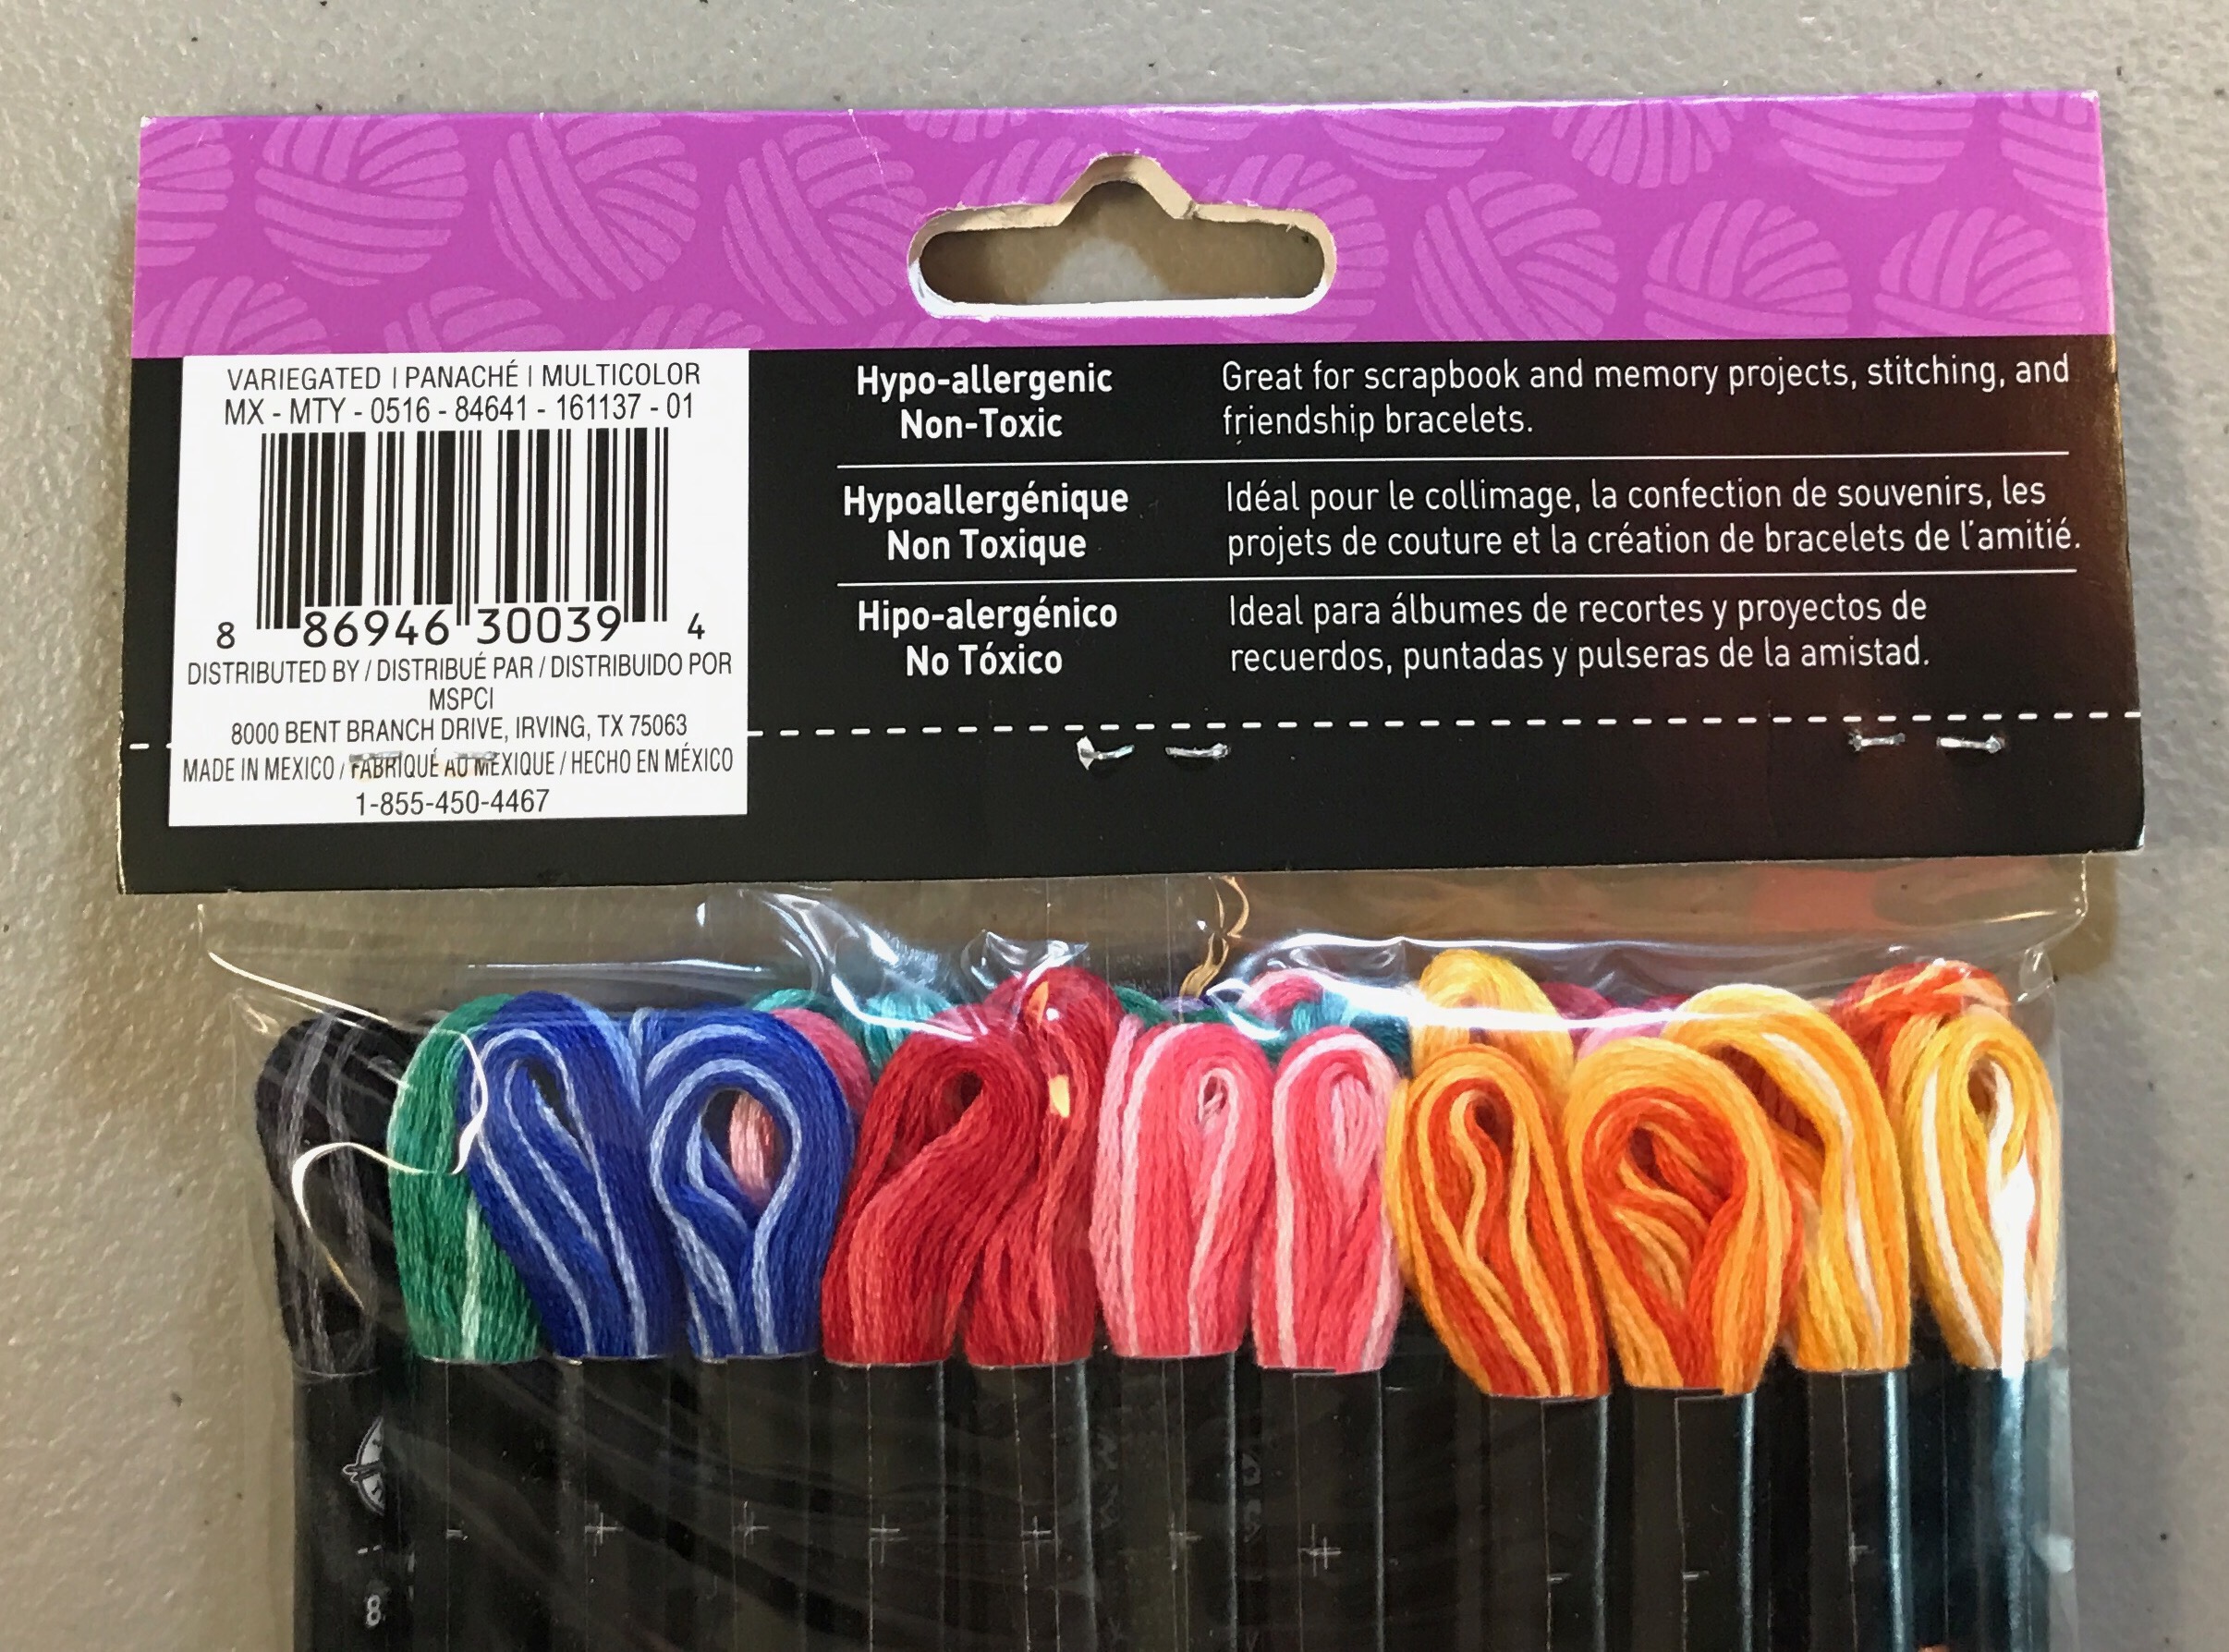 VARIEGATED | PANACHÉ | MULTICOLOR
MX - MTY - 0516 - 84641 - 161137 - 01
8 86946 30039 4
DISTRIBUTED BY / DISTRIBUÉ PAR / DISTRIBUIDO POR
MSPCI
8000 BENT BRANCH DRIVE, IRVING, TX 75063
MADE IN MEXICO / FABRIQUÉ AU MEXIQUE / HECHO EN MÉXICO
1-855-450-4467
Hypo-allergenic
Non-Toxic
Great for scrapbook and memory projects, stitching, and
friendship bracelets.
Hypoallergénique
Non Toxique
Idéal pour le collimage, la confection de souvenirs, les
projets de couture et la création de bracelets de l'amitié.
Hipo-alergénico
No Tóxico
Ideal para álbumes de recortes y proyectos de
recuerdos, puntadas y pulseras de la amistad.
8